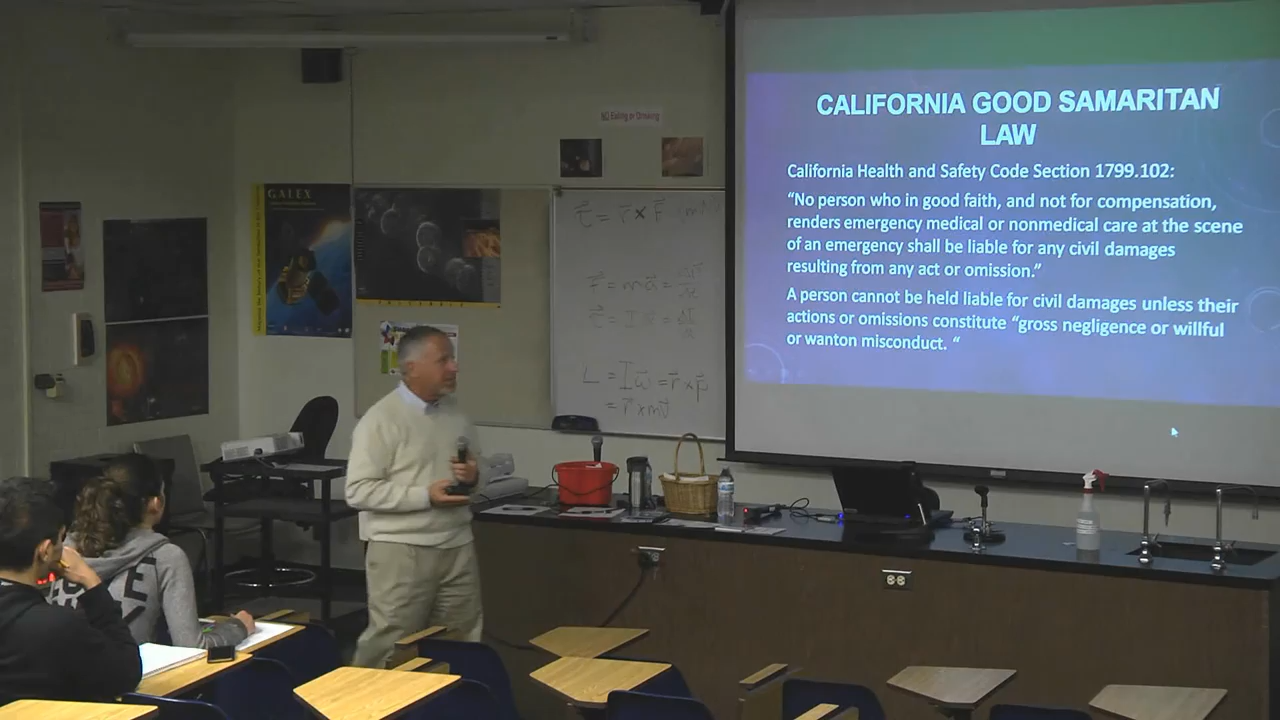 CALIFORNIA GOOD SAMARITAN
LAW
California Health and Safety Code Section 1799.102:
“No person who in good faith, and not for compensation,
renders emergency medical or nonmedical care at the scene
of an emergency shall be liable for any civil damages
resulting from any act or omission.”
A person cannot be held liable for civil damages unless their
actions or omissions constitute “gross negligence or willful
or wanton misconduct. “
No Eating or Drinking
GALEX
L = Iω⃗ = r⃗ × p⃗